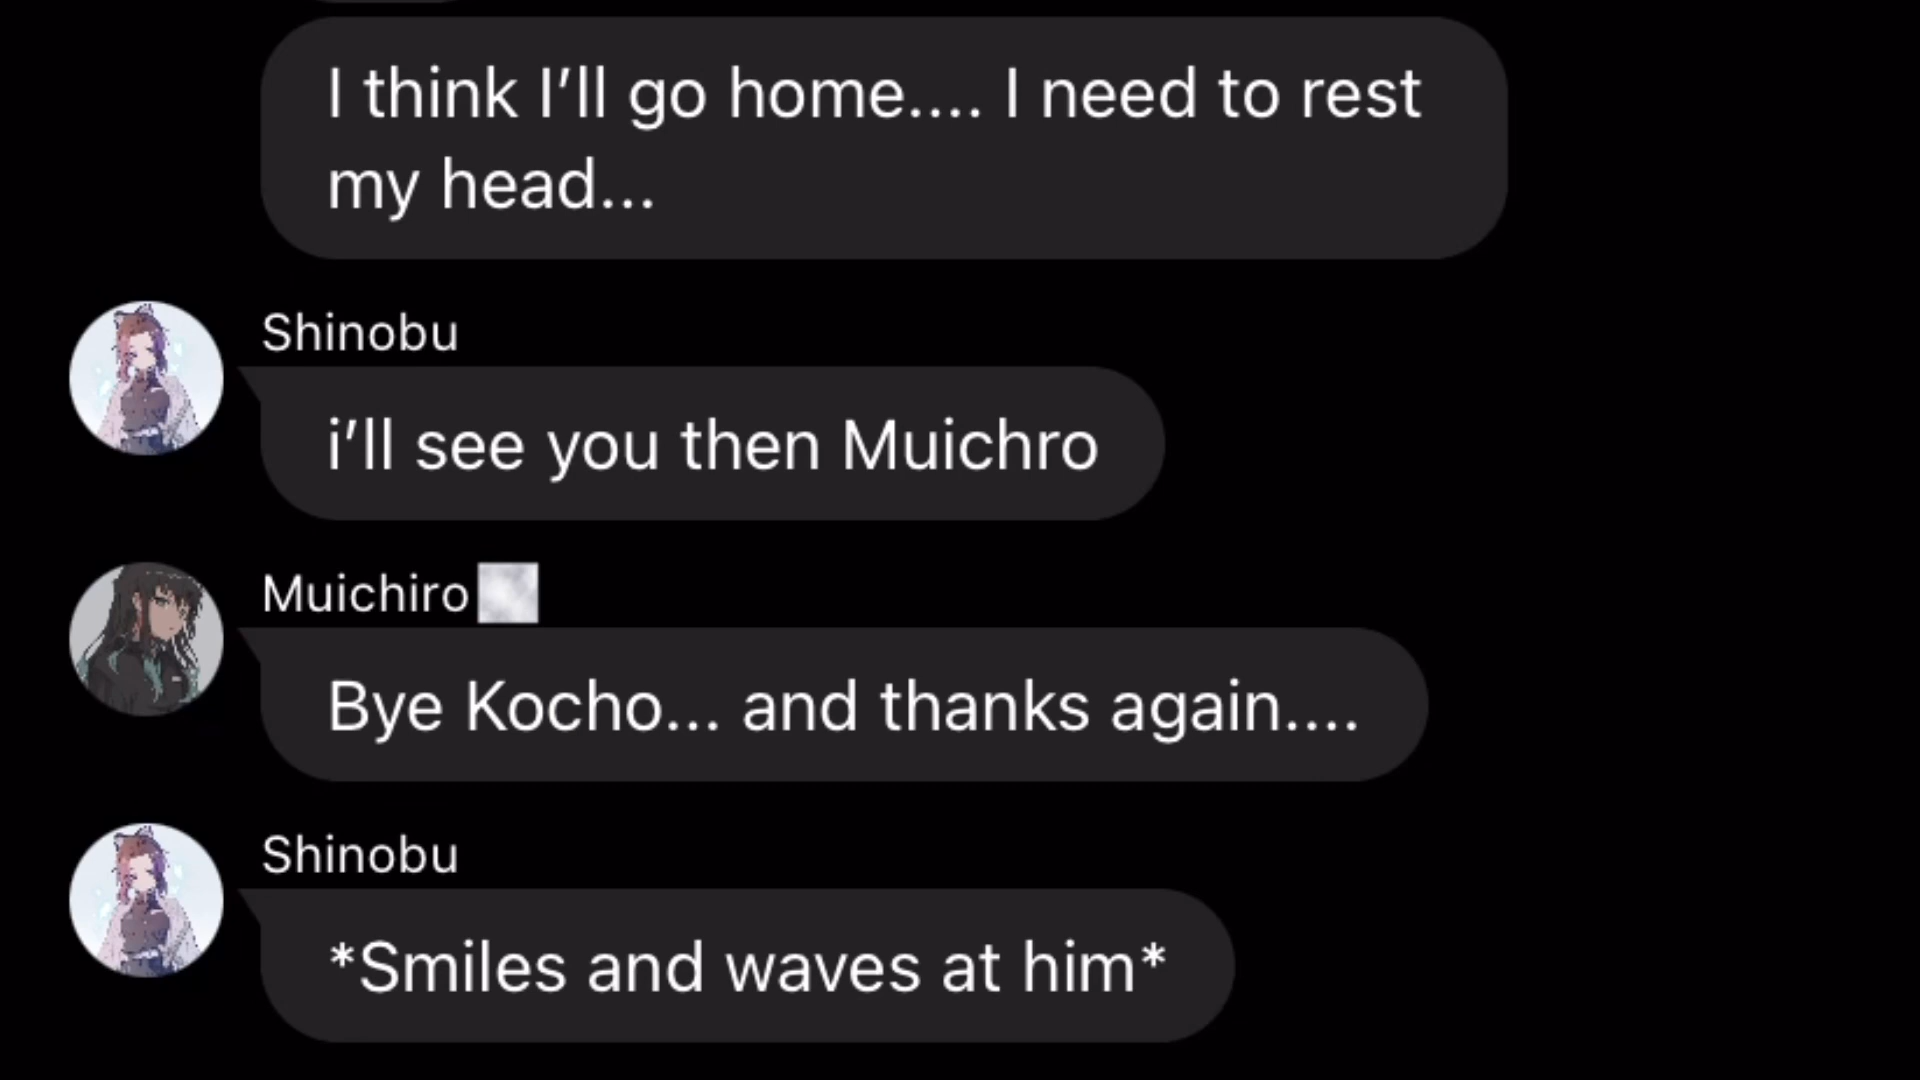 I think I’ll go home.... I need to rest
my head...
Shinobu
i’ll see you then Muichro
Muichiro
Bye Kocho... and thanks again....
Shinobu
*Smiles and waves at him*